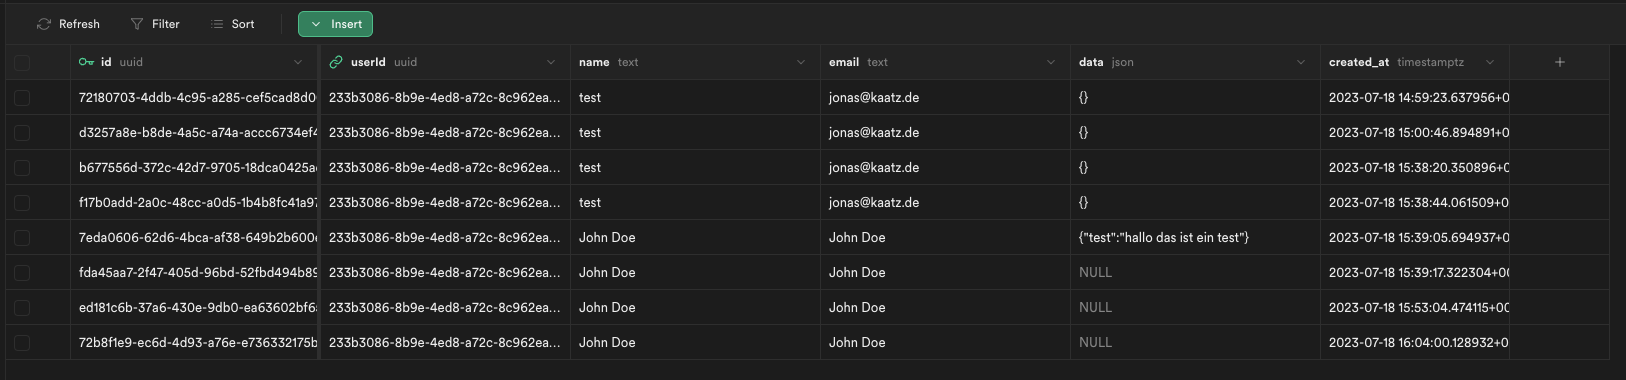 Refresh Filter Sort Insert
id uuid userId uuid name text email text data json created_at timestamptz +
72180703-4ddb-4c95-a285-cef5cad8d0 233b3086-8b9e-4ed8-a72c-8c962ea... test jonas@kaatz.de {} 2023-07-18 14:59:23.637956+0
d3257a8e-b8de-4a5c-a74a-accc6734ef4 233b3086-8b9e-4ed8-a72c-8c962ea... test jonas@kaatz.de {} 2023-07-18 15:00:46.894891+0
b677556d-372c-42d7-9705-18dca0425a 233b3086-8b9e-4ed8-a72c-8c962ea... test jonas@kaatz.de {} 2023-07-18 15:38:20.350896+0
f17b0add-2a0c-48cc-a0d5-1b4b8fc41a97 233b3086-8b9e-4ed8-a72c-8c962ea... test jonas@kaatz.de {} 2023-07-18 15:38:44.061509+0
7eda0606-62d6-4bca-af38-649b2b600 233b3086-8b9e-4ed8-a72c-8c962ea... John Doe John Doe {"test":"hallo das ist ein test"} 2023-07-18 15:39:05.694937+0
fda45aa7-2f47-405d-96bd-52fbd494b89 233b3086-8b9e-4ed8-a72c-8c962ea... John Doe John Doe NULL 2023-07-18 15:39:17.322304+00
ed181c6b-37a6-430e-9db0-ea63602bf6 233b3086-8b9e-4ed8-a72c-8c962ea... John Doe John Doe NULL 2023-07-18 15:53:04.474115+00
72b8f1e9-ec6d-4d93-a76e-e736332175b 233b3086-8b9e-4ed8-a72c-8c962ea... John Doe John Doe NULL 2023-07-18 16:04:00.128932+0